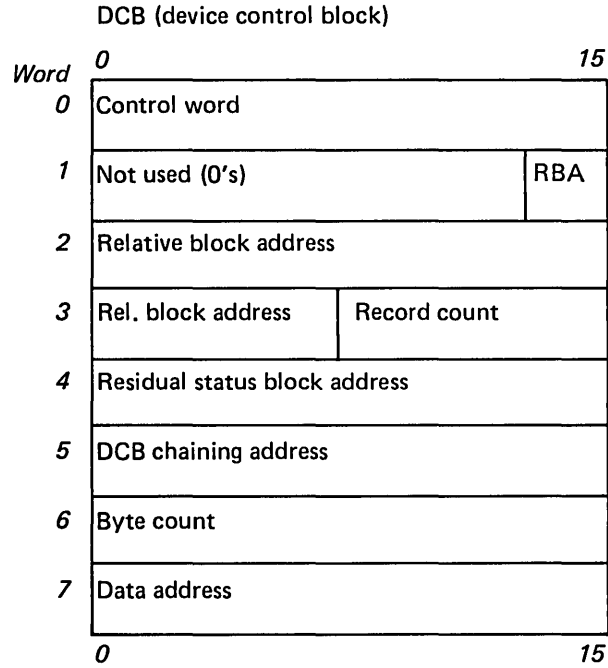 DCB (device control block)
0 15
Word
0 Control word
1 Not used (0's) RBA
2 Relative block address
3 Rel. block address Record count
4 Residual status block address
5 DCB chaining address
6 Byte count
7 Data address
0 15